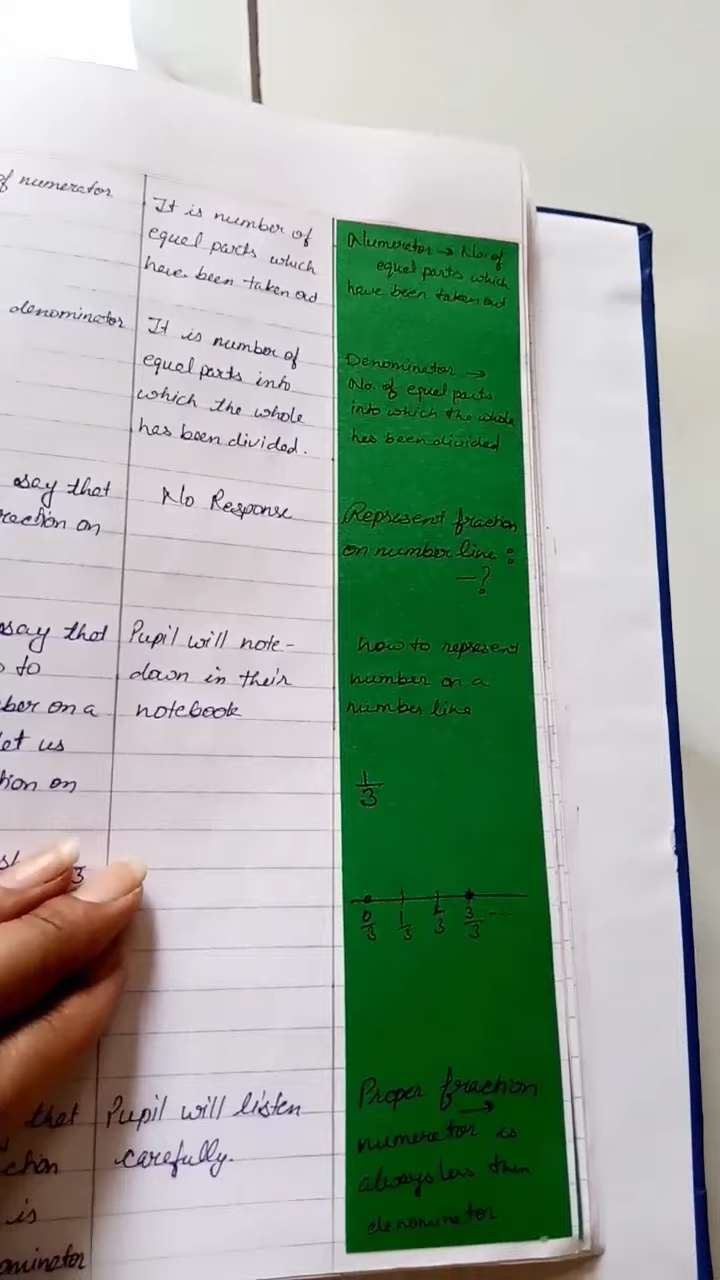 of numerator
It is number of
equal parts which
have been taken out
Numerator → No. of
equal parts which
have been taken out
denominator
It is number of
equal parts into
which the whole
has been divided.
Denominator →
No. of equal parts
into which the whole
has been divided
say that
raction on
No Response
Represent fraction
on number line :
—?
say that
to
ber on a
let us
tion on
3
Pupil will note-
down in their
notebook
how to represent
number on a
number line
1/3
0/3 1/3 2/3 3/3 ---
that
ction
is
ominator
Pupil will listen
carefully.
Proper fraction
→
numerator is
always less then
denominator